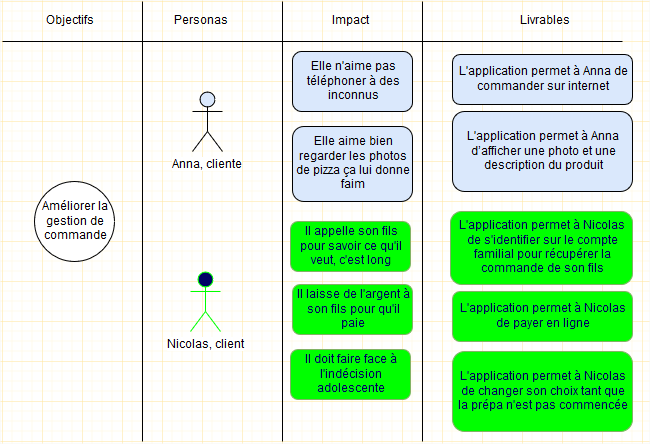 Objectifs
Personas
Impact
Livrables
Améliorer la
gestion de
commande
Anna, cliente
Elle n'aime pas
téléphoner à des
inconnus
L'application permet à Anna de
commander sur internet
Elle aime bien
regarder les photos
de pizza ça lui donne
faim
L'application permet à Anna
d'afficher une photo et une
description du produit
Nicolas, client
Il appelle son fils
pour savoir ce qu'il
veut, c'est long
L'application permet à Nicolas
de s'identifier sur le compte
familial pour récupérer la
commande de son fils
Il laisse de l'argent à
son fils pour qu'il
paie
L'application permet à Nicolas
de payer en ligne
Il doit faire face à
l'indécision
adolescente
L'application permet à Nicolas
de changer son choix tant que
la prépa n'est pas commencée